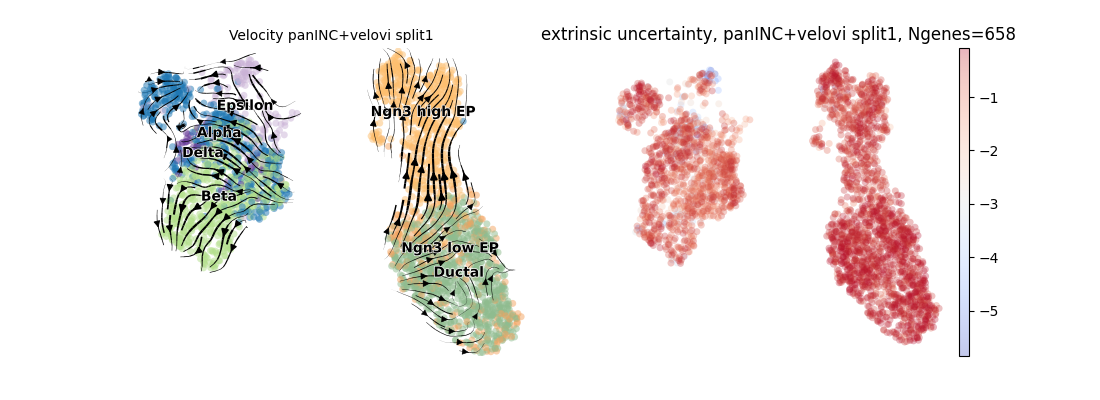 Velocity panINC+velovi split1
extrinsic uncertainty, panINC+velovi split1, Ngenes=658
Epsilon
Alpha
Delta
Beta
Ngn3 high EP
Ngn3 low EP
Ductal
−1
−2
−3
−4
−5